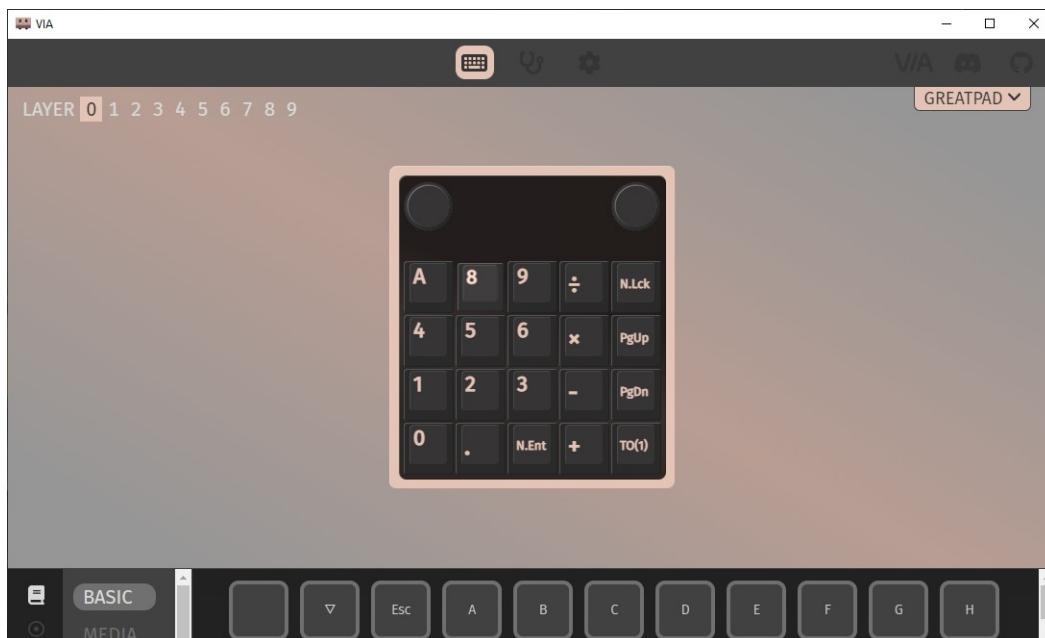 VIA
VIA
LAYER 0 1 2 3 4 5 6 7 8 9
GREATPAD
A 8 9 ÷ N.Lck
4 5 6 × PgUp
1 2 3 - PgDn
0 . N.Ent + TO(1)
BASIC
▽ Esc A B C D E F G H
MEDIA